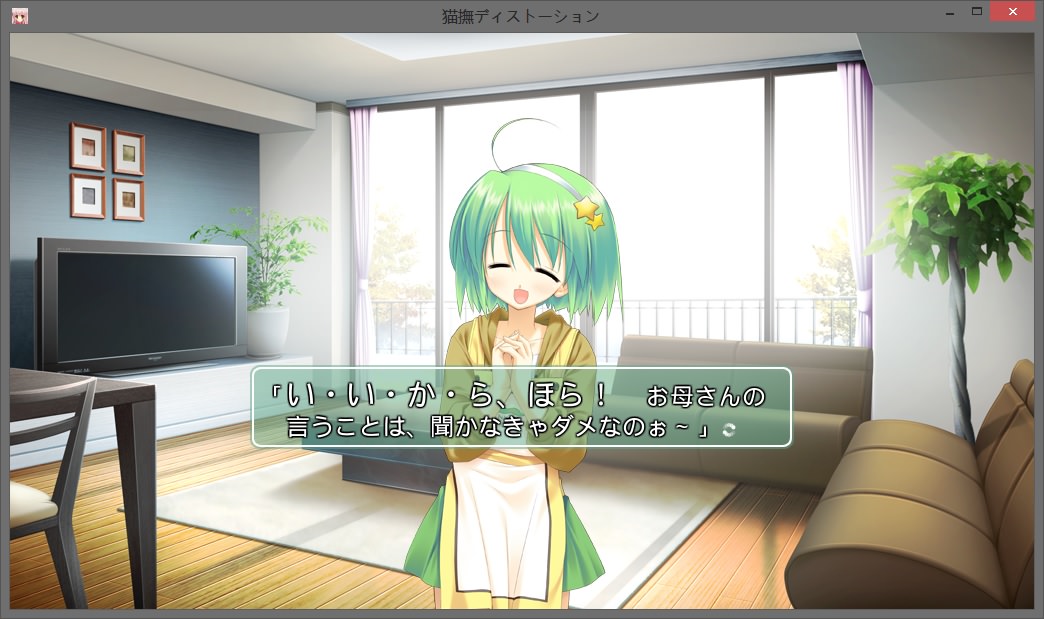 猫撫ディストーション
「い・い・か・ら、ほら！　お母さんの
言うことは、聞かなきゃダメなのぉ～」